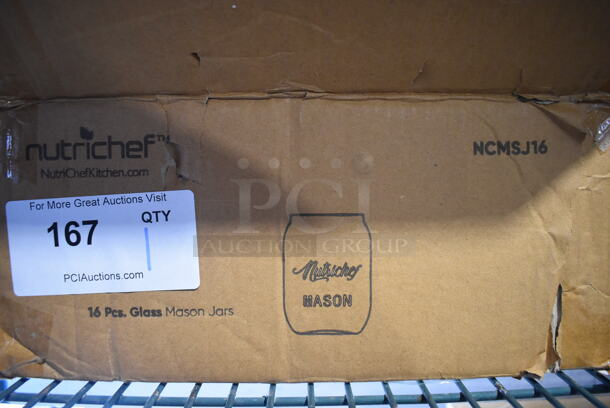 nutrichef™
NutriChefKitchen.com
NCMSJ16
For More Great Auctions Visit
167
QTY
PCIAuctions.com
PCI
AUCTION GROUP
Nutrichef
MASON
16 Pcs. Glass Mason Jars